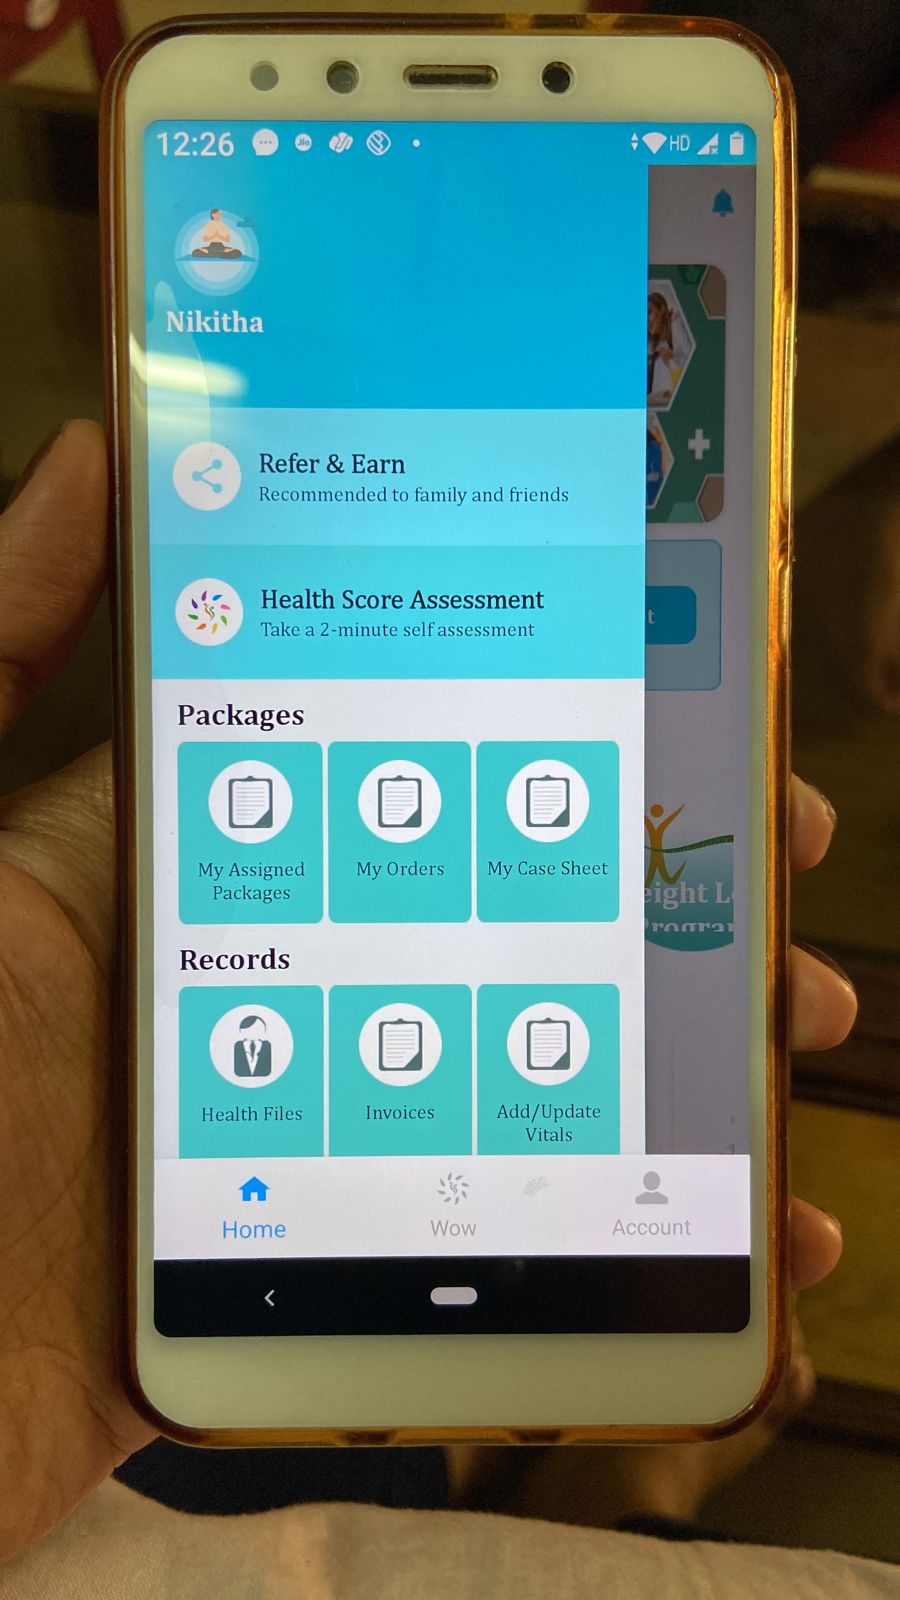 12:26
Jio
HD
Nikitha
Refer & Earn
Recommended to family and friends
Health Score Assessment
Take a 2-minute self assessment
t
Packages
My Assigned
Packages
My Orders
My Case Sheet
eight L
Progra
Records
Health Files
Invoices
Add/Update
Vitals
Home
Wow
Account